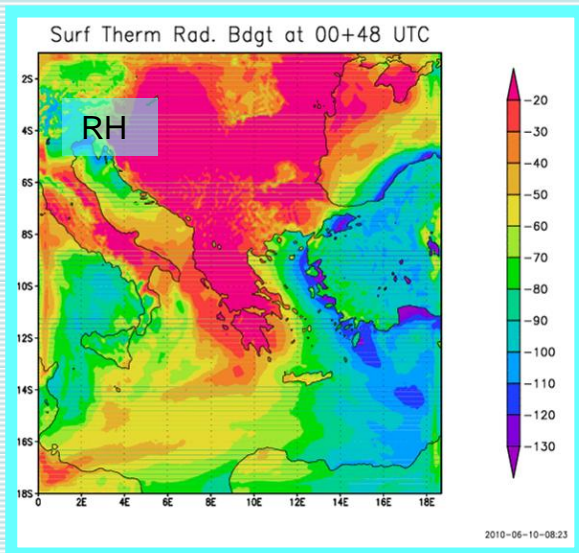 Surf Therm Rad. Bdgt at 00+48 UTC
RH
2S
4S
6S
8S
10S
12S
14S
16S
18S
0
2E
4E
6E
8E
10E
12E
14E
16E
18E
-20
-30
-40
-50
-60
-70
-80
-90
-100
-110
-120
-130
2010-06-10-08:23